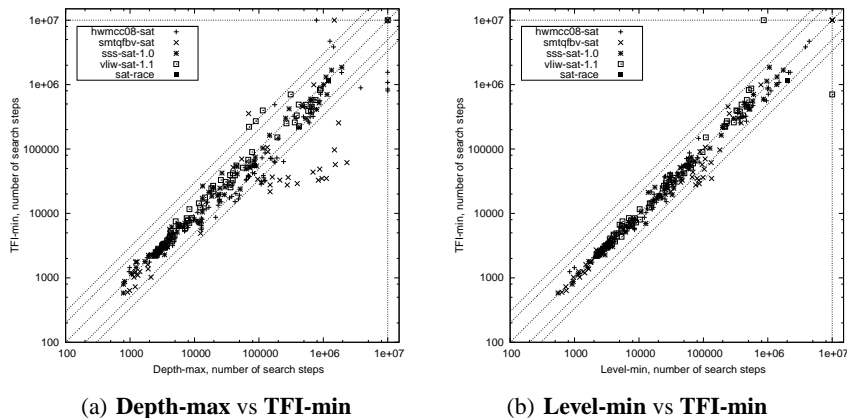 1e+07
1e+06
100000
10000
1000
100
TFI-min, number of search steps
hwmcc08-sat
smtqfbv-sat
sss-sat-1.0
vliw-sat-1.1
sat-race
100 1000 10000 100000 1e+06 1e+07
Depth-max, number of search steps
(a) Depth-max vs TFI-min
1e+07
1e+06
100000
10000
1000
100
TFI-min, number of search steps
hwmcc08-sat
smtqfbv-sat
sss-sat-1.0
vliw-sat-1.1
sat-race
100 1000 10000 100000 1e+06 1e+07
Level-min, number of search steps
(b) Level-min vs TFI-min